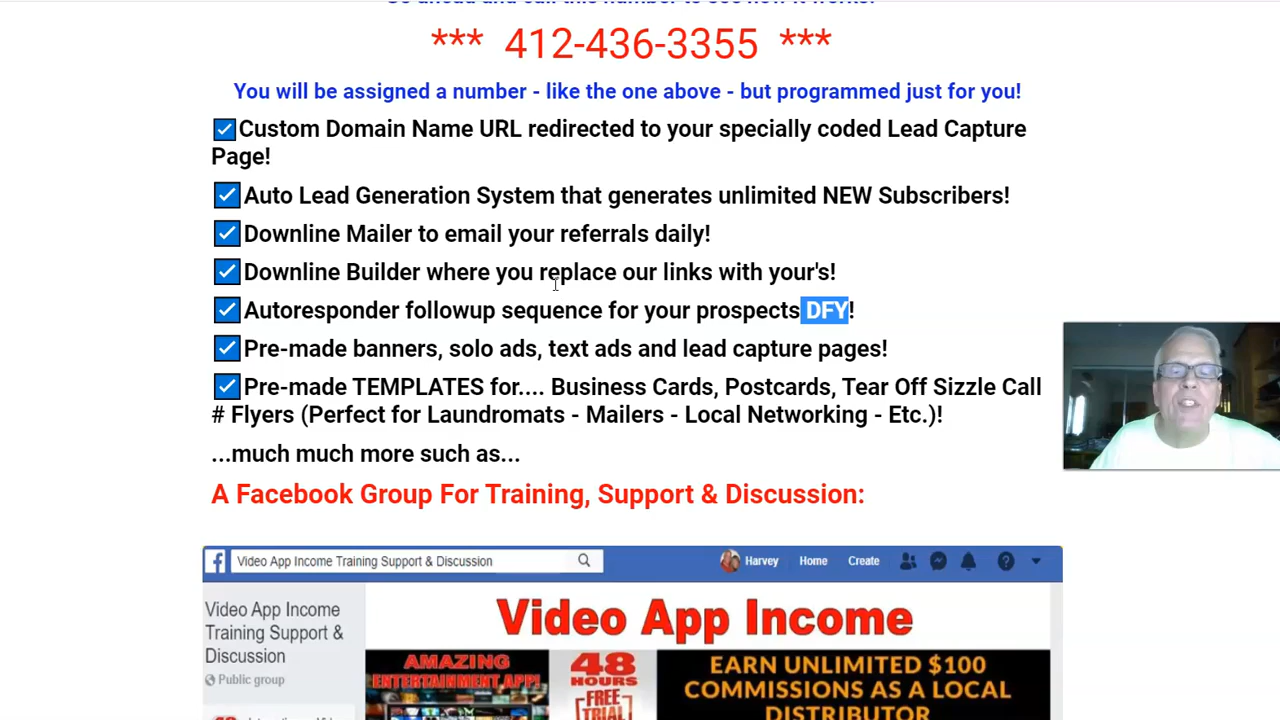 *** 412-436-3355 ***
You will be assigned a number - like the one above - but programmed just for you!
Custom Domain Name URL redirected to your specially coded Lead Capture
Page!
Auto Lead Generation System that generates unlimited NEW Subscribers!
Downline Mailer to email your referrals daily!
Downline Builder where you replace our links with your's!
Autoresponder followup sequence for your prospects DFY!
Pre-made banners, solo ads, text ads and lead capture pages!
Pre-made TEMPLATES for.... Business Cards, Postcards, Tear Off Sizzle Call
# Flyers (Perfect for Laundromats - Mailers - Local Networking - Etc.)!
...much much more such as...
A Facebook Group For Training, Support & Discussion:
Video App Income Training Support & Discussion
Harvey Home Create
Video App Income
Training Support &
Discussion
Public group
Video App Income
AMAZING
ENTERTAINMENT APP!
48
HOURS
FREE
TRIAL
EARN UNLIMITED $100
COMMISSIONS AS A LOCAL
DISTRIBUTOR